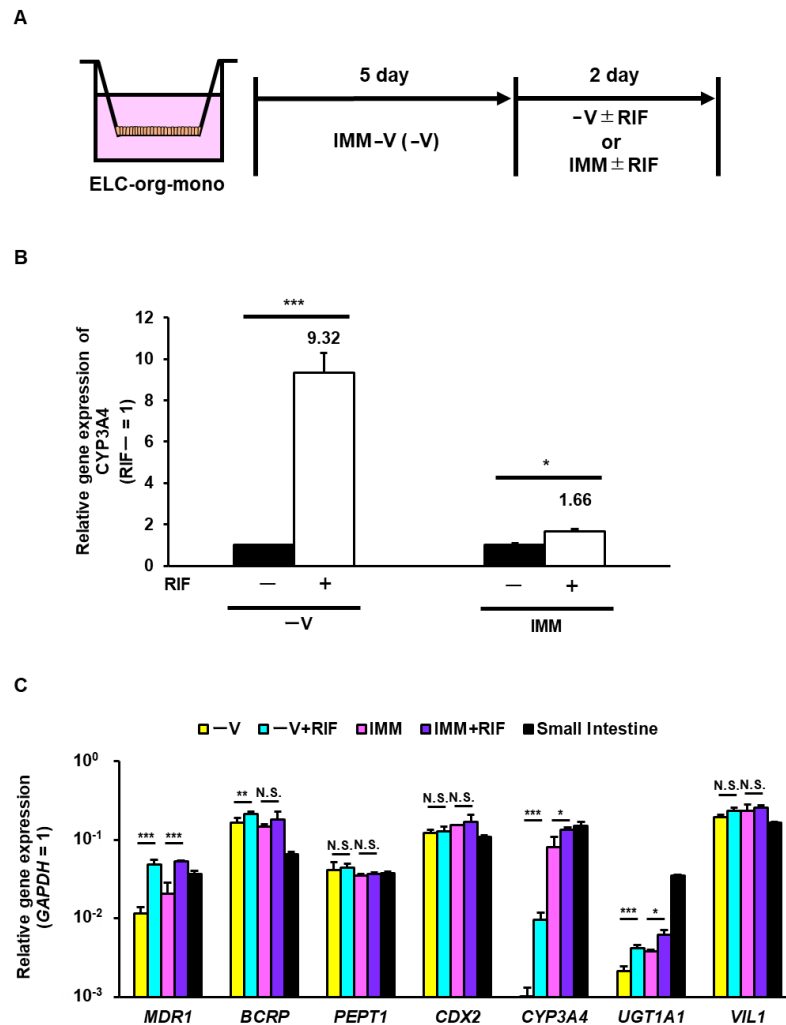 A
5 day
2 day
IMM−V (−V)
−V±RIF
or
IMM±RIF
ELC-org-mono
B
Relative gene expression of
CYP3A4
(RIF− = 1)
12
10
8
6
4
2
0
***
9.32
*
1.66
RIF
−
+
−
+
−V
IMM
C
−V
−V+RIF
IMM
IMM+RIF
Small Intestine
Relative gene expression
(GAPDH = 1)
10⁰
10⁻¹
10⁻²
10⁻³
*** ***
** N.S.
N.S. N.S.
N.S. N.S.
*** *
*** *
N.S. N.S.
MDR1
BCRP
PEPT1
CDX2
CYP3A4
UGT1A1
VIL1